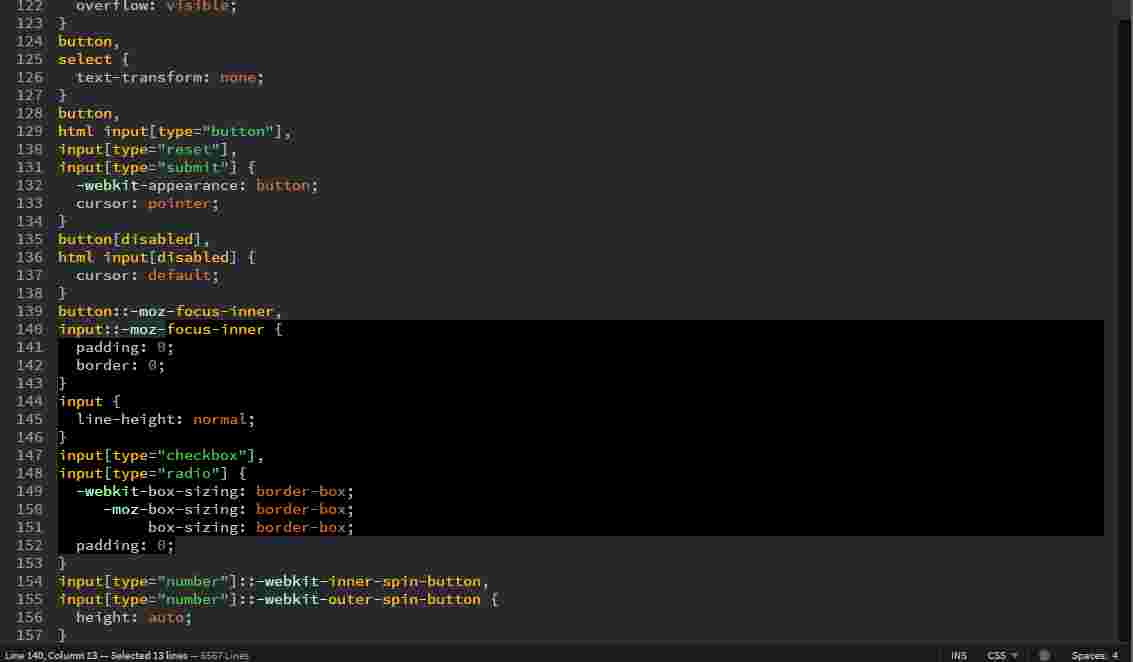 122   overflow: visible;
123 }
124 button,
125 select {
126   text-transform: none;
127 }
128 button,
129 html input[type="button"],
130 input[type="reset"],
131 input[type="submit"] {
132   -webkit-appearance: button;
133   cursor: pointer;
134 }
135 button[disabled],
136 html input[disabled] {
137   cursor: default;
138 }
139 button::-moz-focus-inner,
140 input::-moz-focus-inner {
141   padding: 0;
142   border: 0;
143 }
144 input {
145   line-height: normal;
146 }
147 input[type="checkbox"],
148 input[type="radio"] {
149   -webkit-box-sizing: border-box;
150      -moz-box-sizing: border-box;
151           box-sizing: border-box;
152   padding: 0;
153 }
154 input[type="number"]::-webkit-inner-spin-button,
155 input[type="number"]::-webkit-outer-spin-button {
156   height: auto;
157 }
Line 140, Column 13 — Selected 13 lines — 6567 Lines INS CSS Spaces: 4